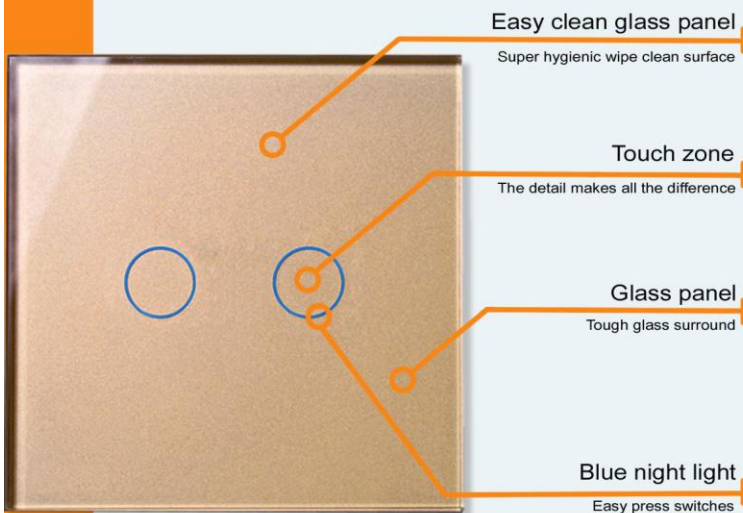 Easy clean glass panel
Super hygienic wipe clean surface
Touch zone
The detail makes all the difference
Glass panel
Tough glass surround
Blue night light
Easy press switches